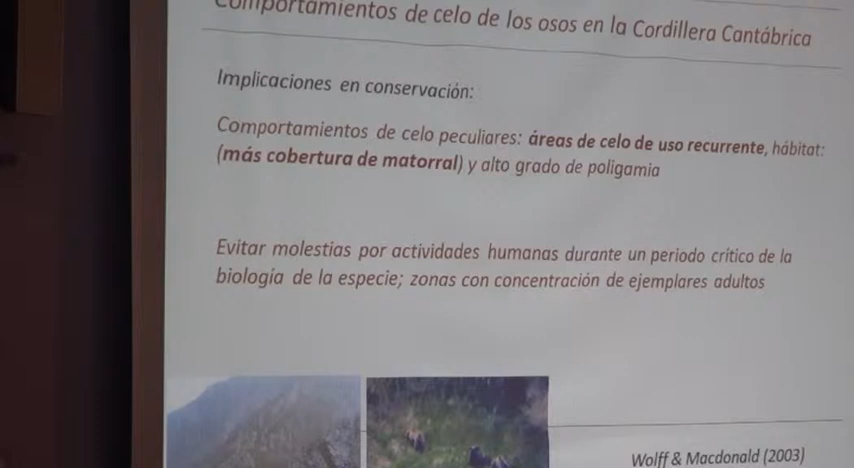 Comportamientos de celo de los osos en la Cordillera Cantábrica
Implicaciones en conservación:
Comportamientos de celo peculiares: áreas de celo de uso recurrente, hábitat:
(más cobertura de matorral) y alto grado de poligamia
Evitar molestias por actividades humanas durante un periodo crítico de la
biología de la especie; zonas con concentración de ejemplares adultos
Wolff & Macdonald (2003)